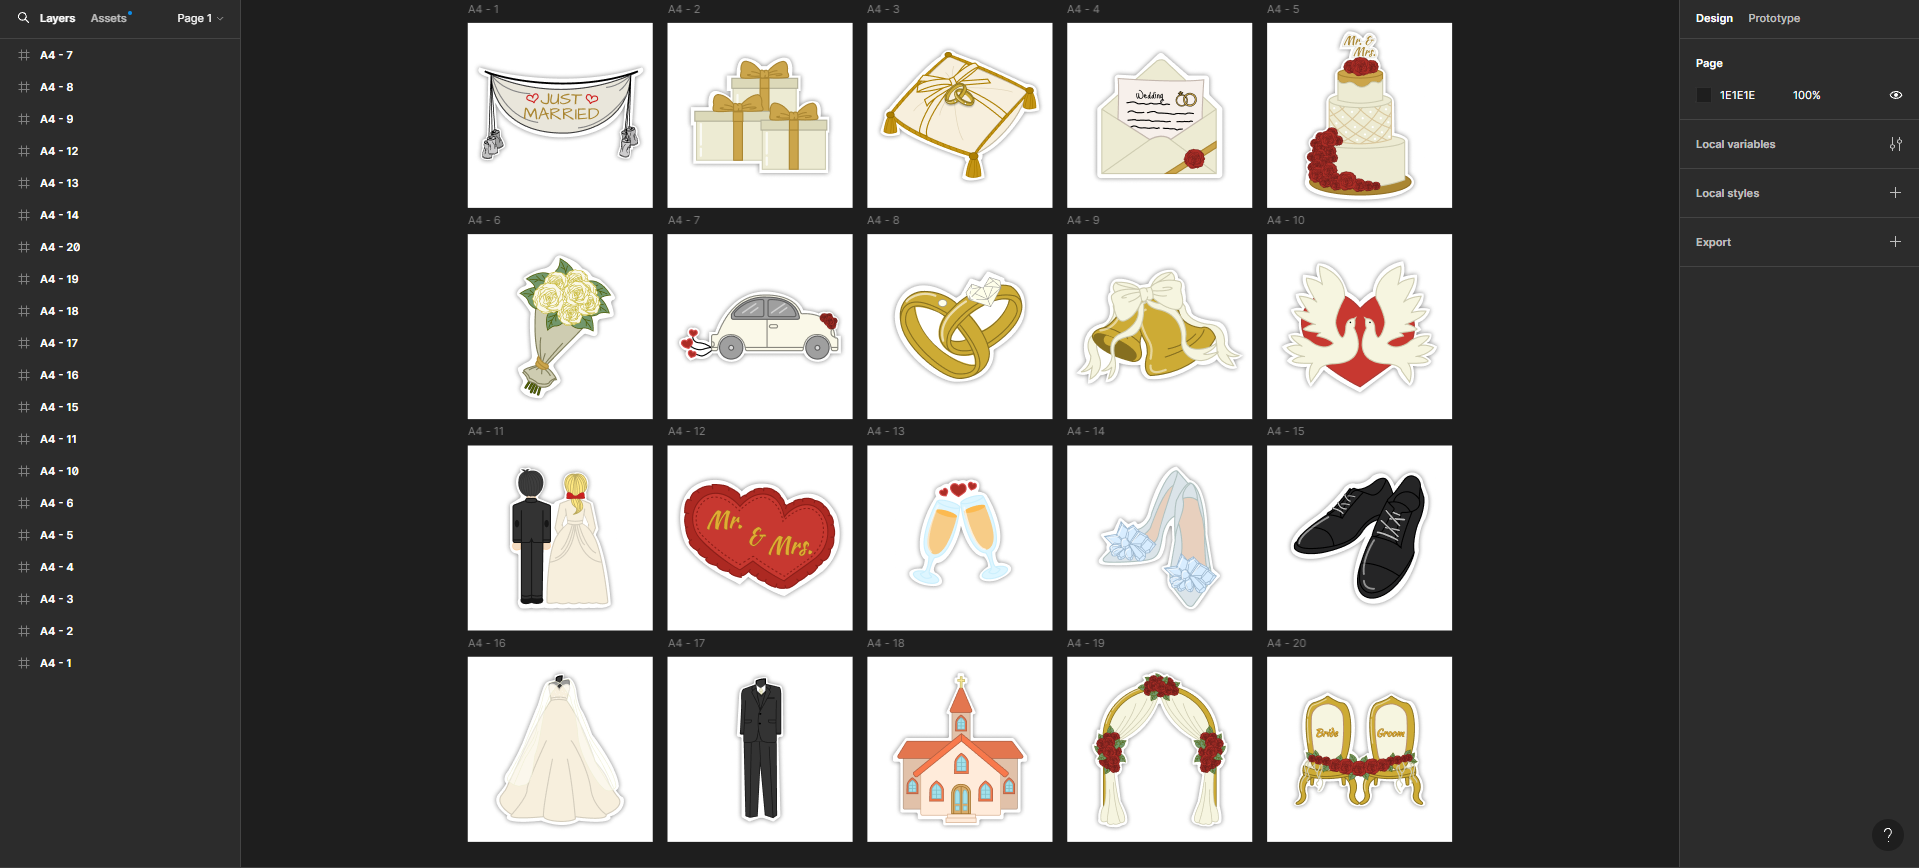 Layers Assets Page 1
A4 - 7
A4 - 8
A4 - 9
A4 - 12
A4 - 13
A4 - 14
A4 - 20
A4 - 19
A4 - 18
A4 - 17
A4 - 16
A4 - 15
A4 - 11
A4 - 10
A4 - 6
A4 - 5
A4 - 4
A4 - 3
A4 - 2
A4 - 1
A4 - 1
A4 - 2
A4 - 3
A4 - 4
A4 - 5
JUST
MARRIED
Wedding
Mr. &
Mrs.
A4 - 6
A4 - 7
A4 - 8
A4 - 9
A4 - 10
A4 - 11
A4 - 12
A4 - 13
A4 - 14
A4 - 15
Mr.
&
Mrs.
A4 - 16
A4 - 17
A4 - 18
A4 - 19
A4 - 20
Bride
Groom
Design Prototype
Page
1E1E1E 100%
Local variables
Local styles
Export
?